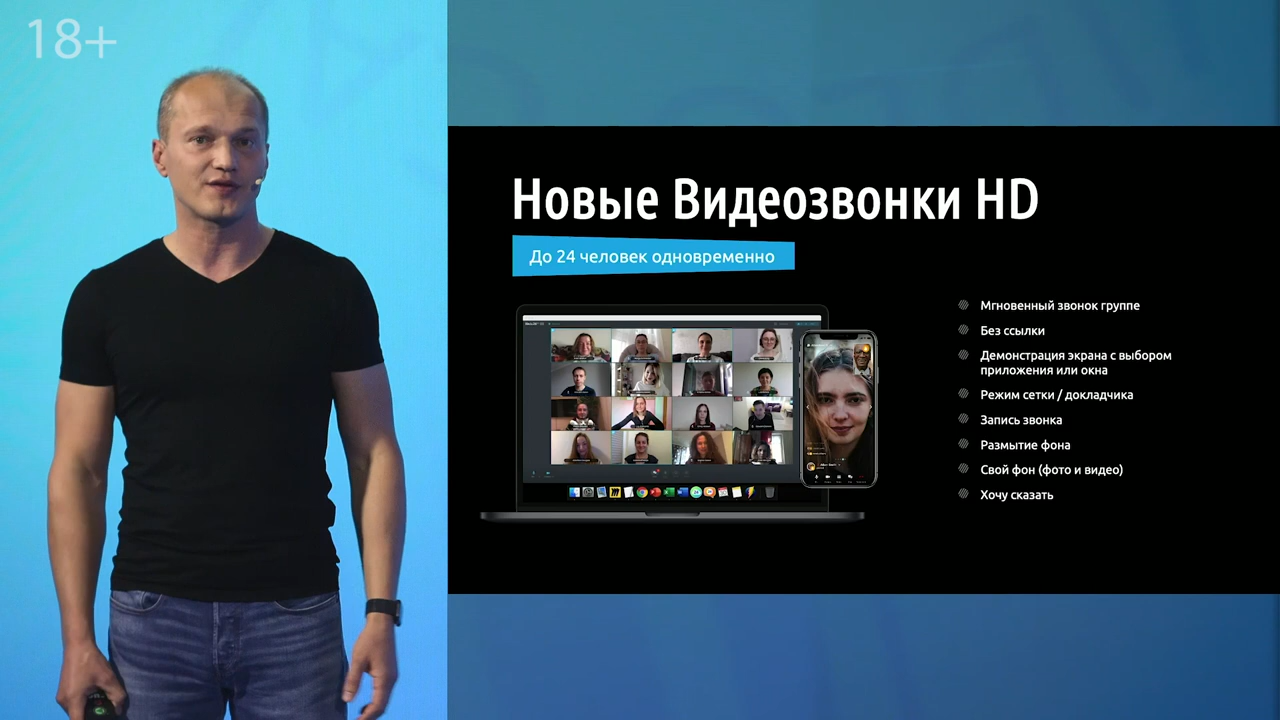 18+
Новые Видеозвонки HD
До 24 человек одновременно
Мгновенный звонок группе
Без ссылки
Демонстрация экрана с выбором
приложения или окна
Режим сетки / докладчика
Запись звонка
Размытие фона
Свой фон (фото и видео)
Хочу сказать